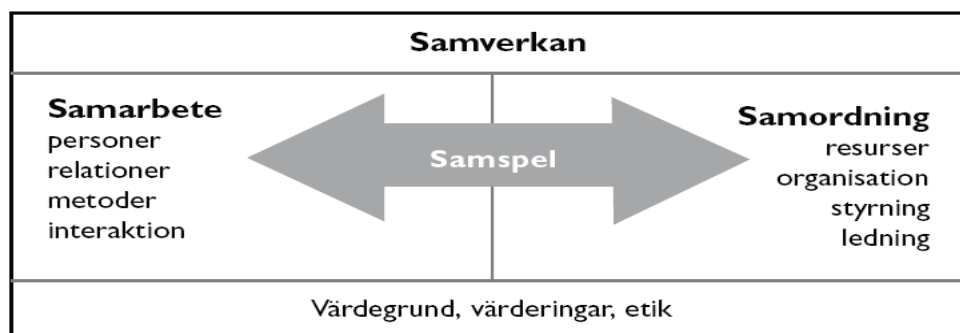 Samverkan
Samarbete
personer
relationer
metoder
interaktion
Samspel
Samordning
resurser
organisation
styrning
ledning
Värdegrund, värderingar, etik